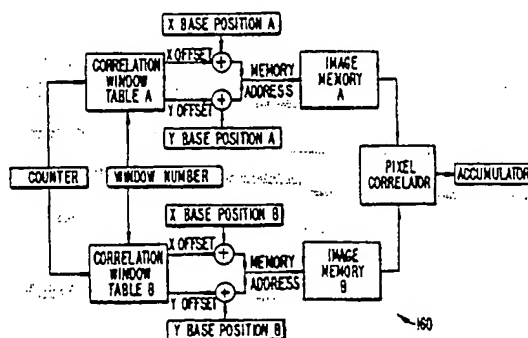 X BASE POSITION A
X OFFSET
CORRELATION
WINDOW
TABLE A
MEMORY
ADDRESS
IMAGE
MEMORY
A
Y OFFSET
Y BASE POSITION A
COUNTER
WINDOW NUMBER
PIXEL
CORRELATOR
ACCUMULATOR
X BASE POSITION B
X OFFSET
CORRELATION
WINDOW
TABLE B
MEMORY
ADDRESS
IMAGE
MEMORY
B
Y OFFSET
Y BASE POSITION B
160